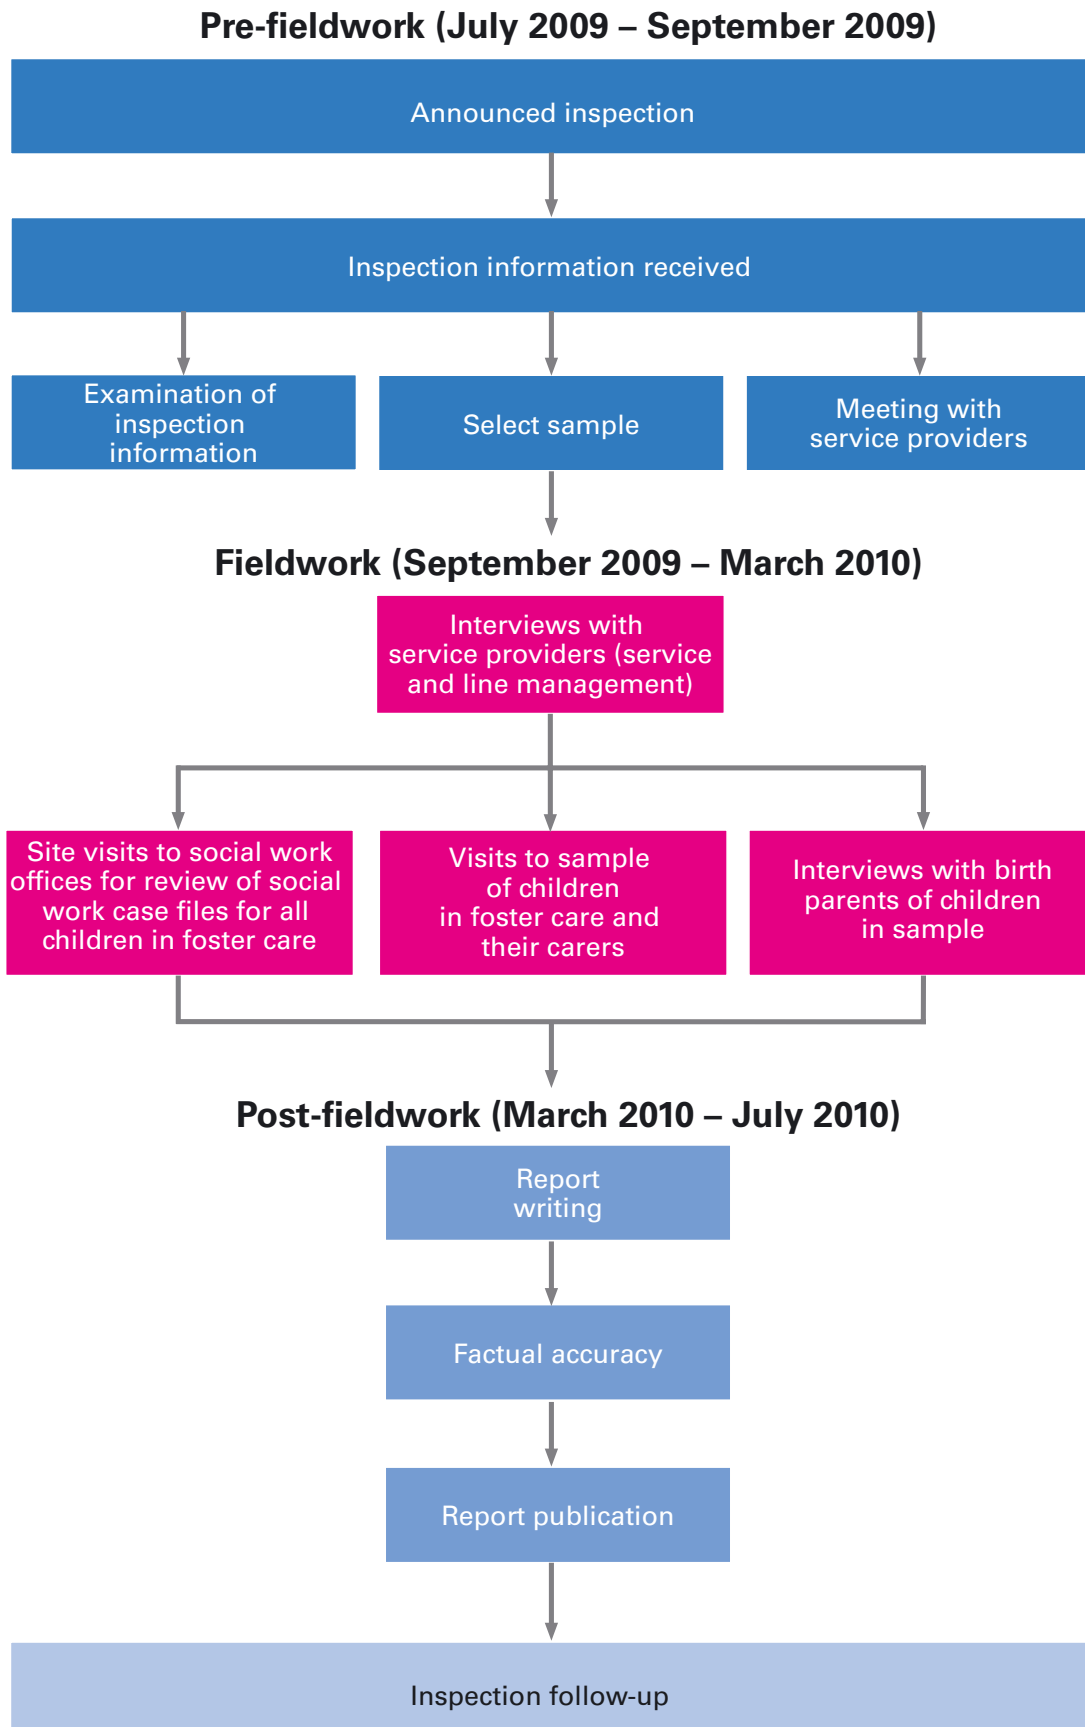 Pre-fieldwork (July 2009 – September 2009)
Announced inspection
Inspection information received
Examination of
inspection
information
Select sample
Meeting with
service providers
Fieldwork (September 2009 – March 2010)
Interviews with
service providers (service
and line management)
Site visits to social work
offices for review of social
work case files for all
children in foster care
Visits to sample
of children
in foster care and
their carers
Interviews with birth
parents of children
in sample
Post-fieldwork (March 2010 – July 2010)
Report
writing
Factual accuracy
Report publication
Inspection follow-up